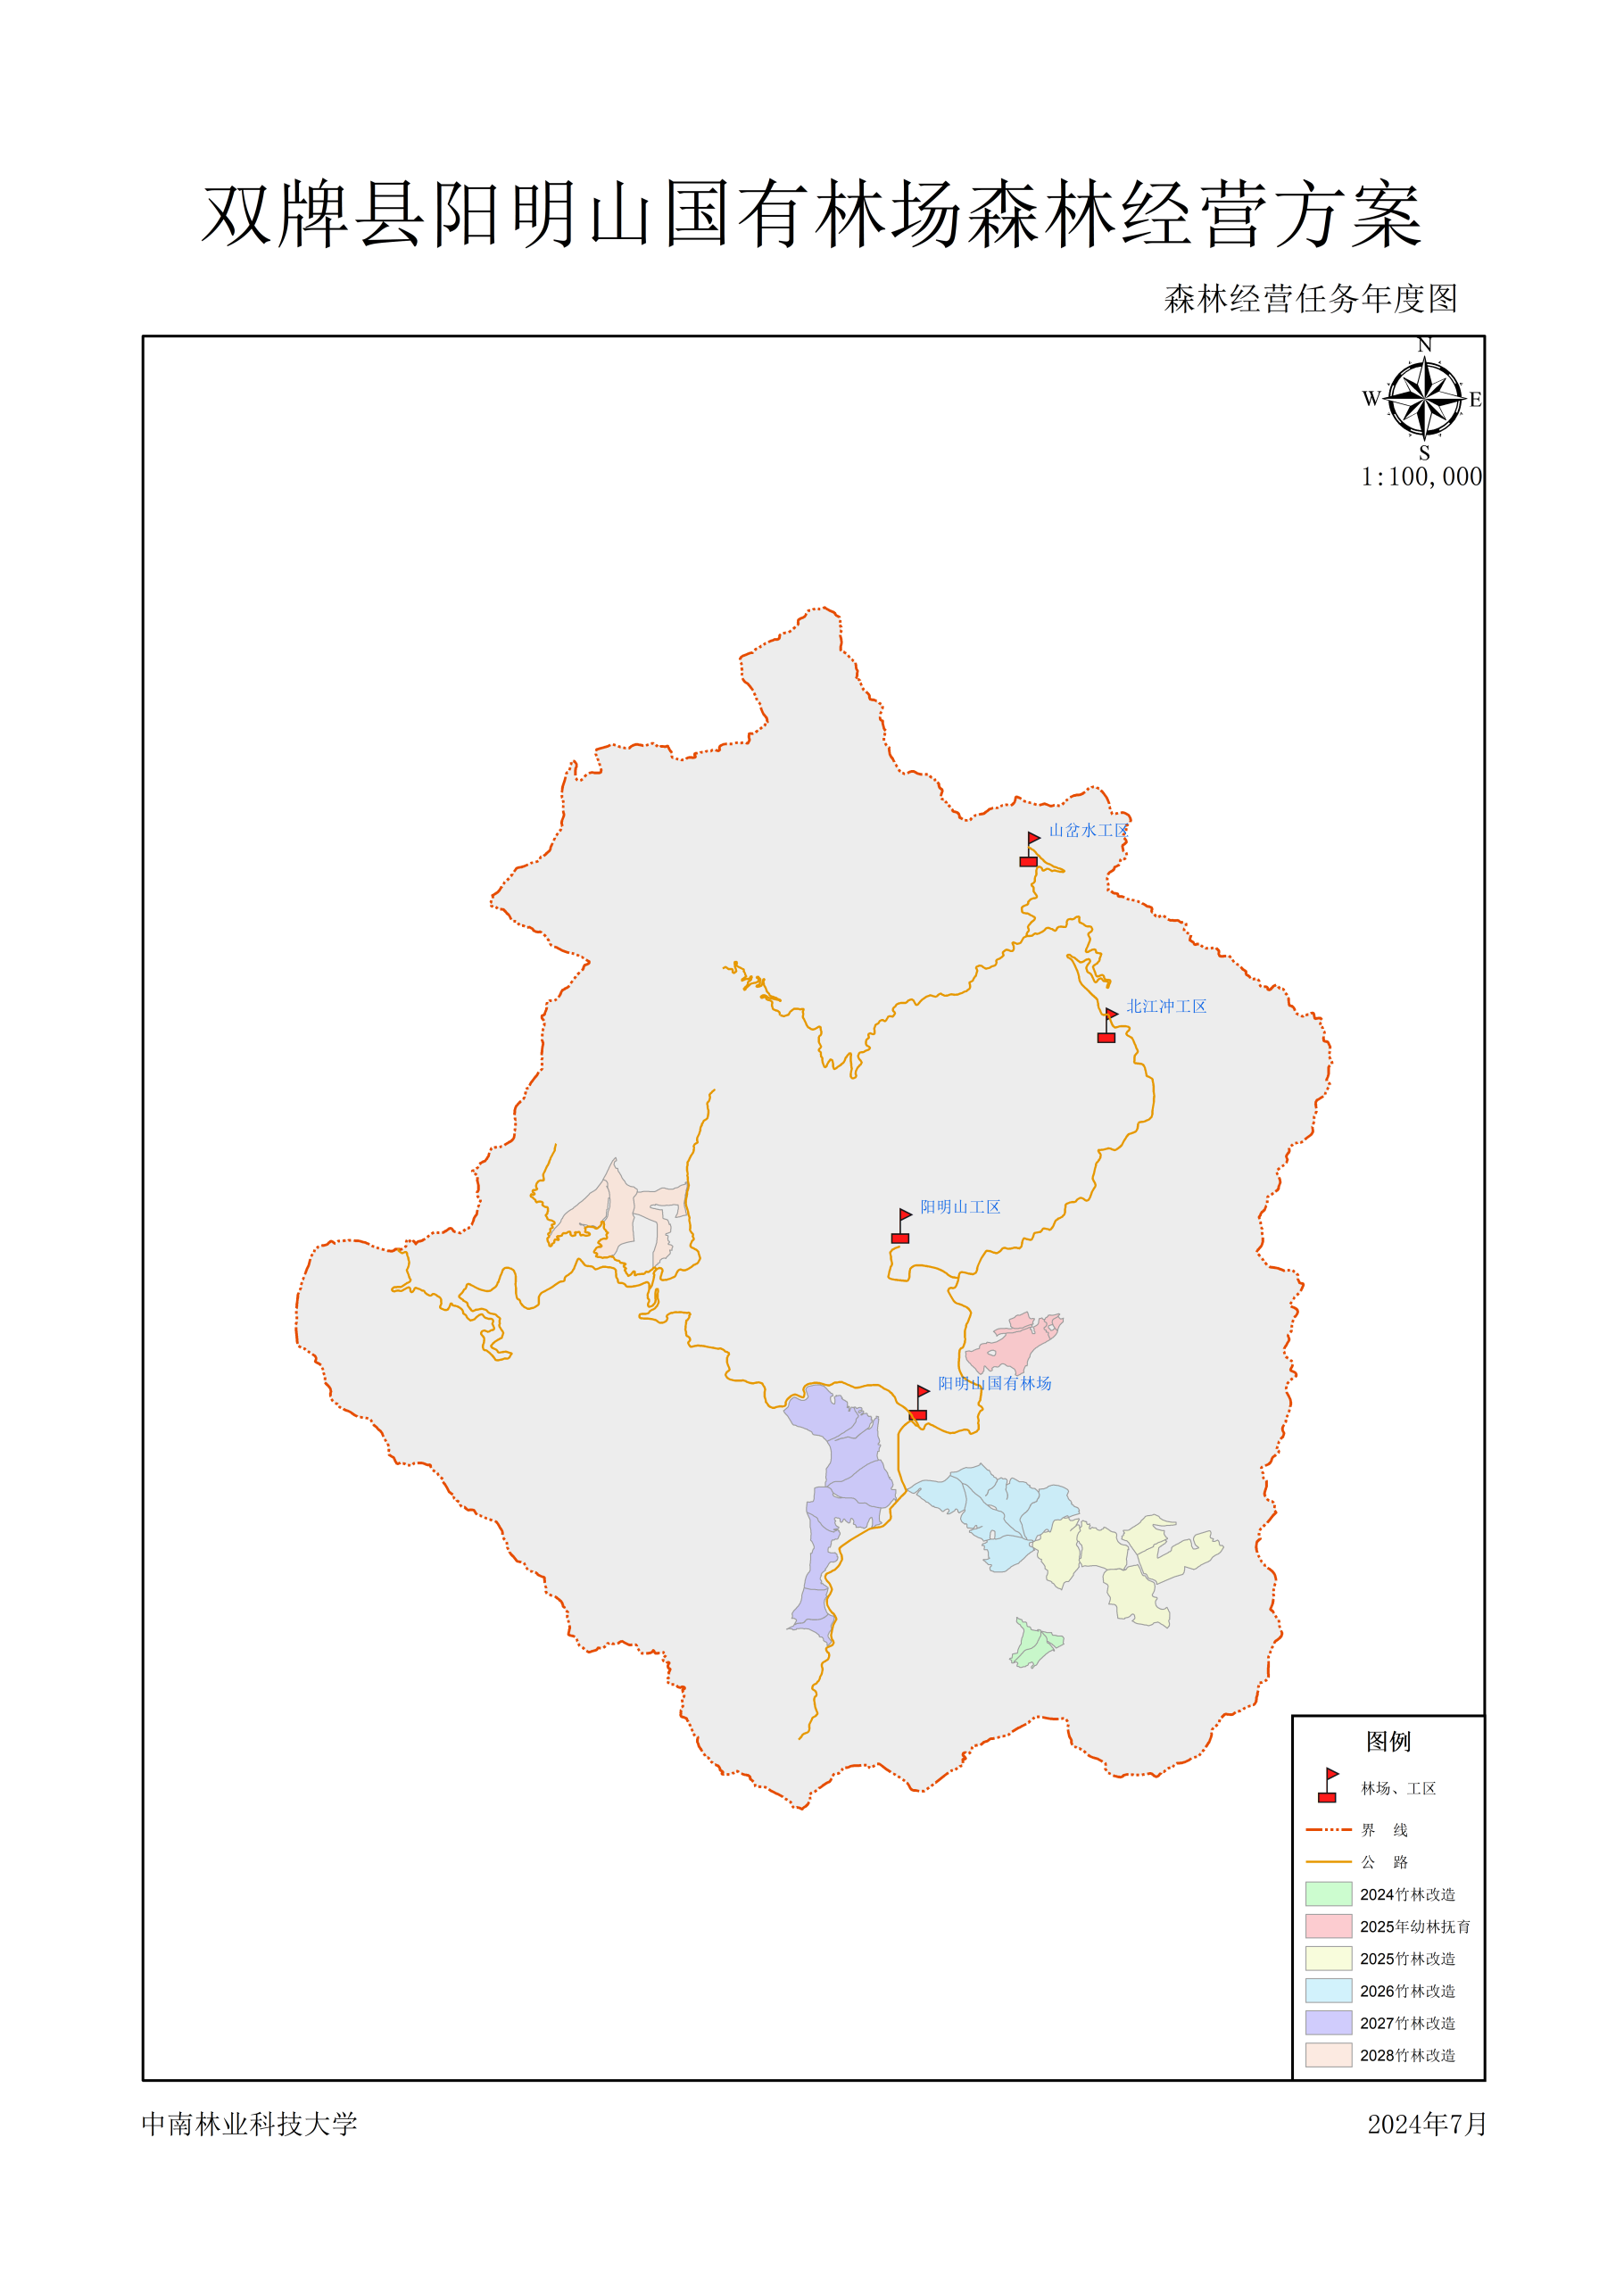 双牌县阳明山国有林场森林经营方案
森林经营任务年度图
N
W E
S
1:100,000
山岔水工区
北江冲工区
阳明山工区
阳明山国有林场
图例
林场、工区
界 线
公 路
2024竹林改造
2025年幼林抚育
2025竹林改造
2026竹林改造
2027竹林改造
2028竹林改造
中南林业科技大学
2024年7月